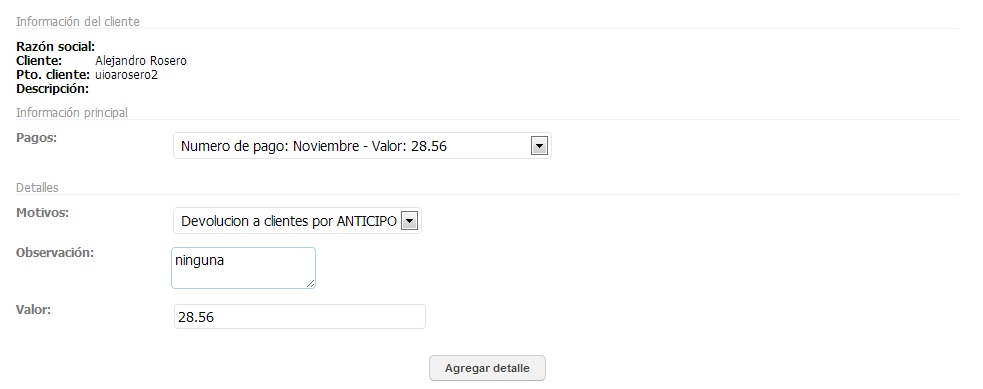 Información del cliente
Razón social:
Cliente: Alejandro Rosero
Pto. cliente: uioarosero2
Descripción:
Información principal
Pagos: Numero de pago: Noviembre - Valor: 28.56
Detalles
Motivos: Devolucion a clientes por ANTICIPO
Observación: ninguna
Valor: 28.56
Agregar detalle